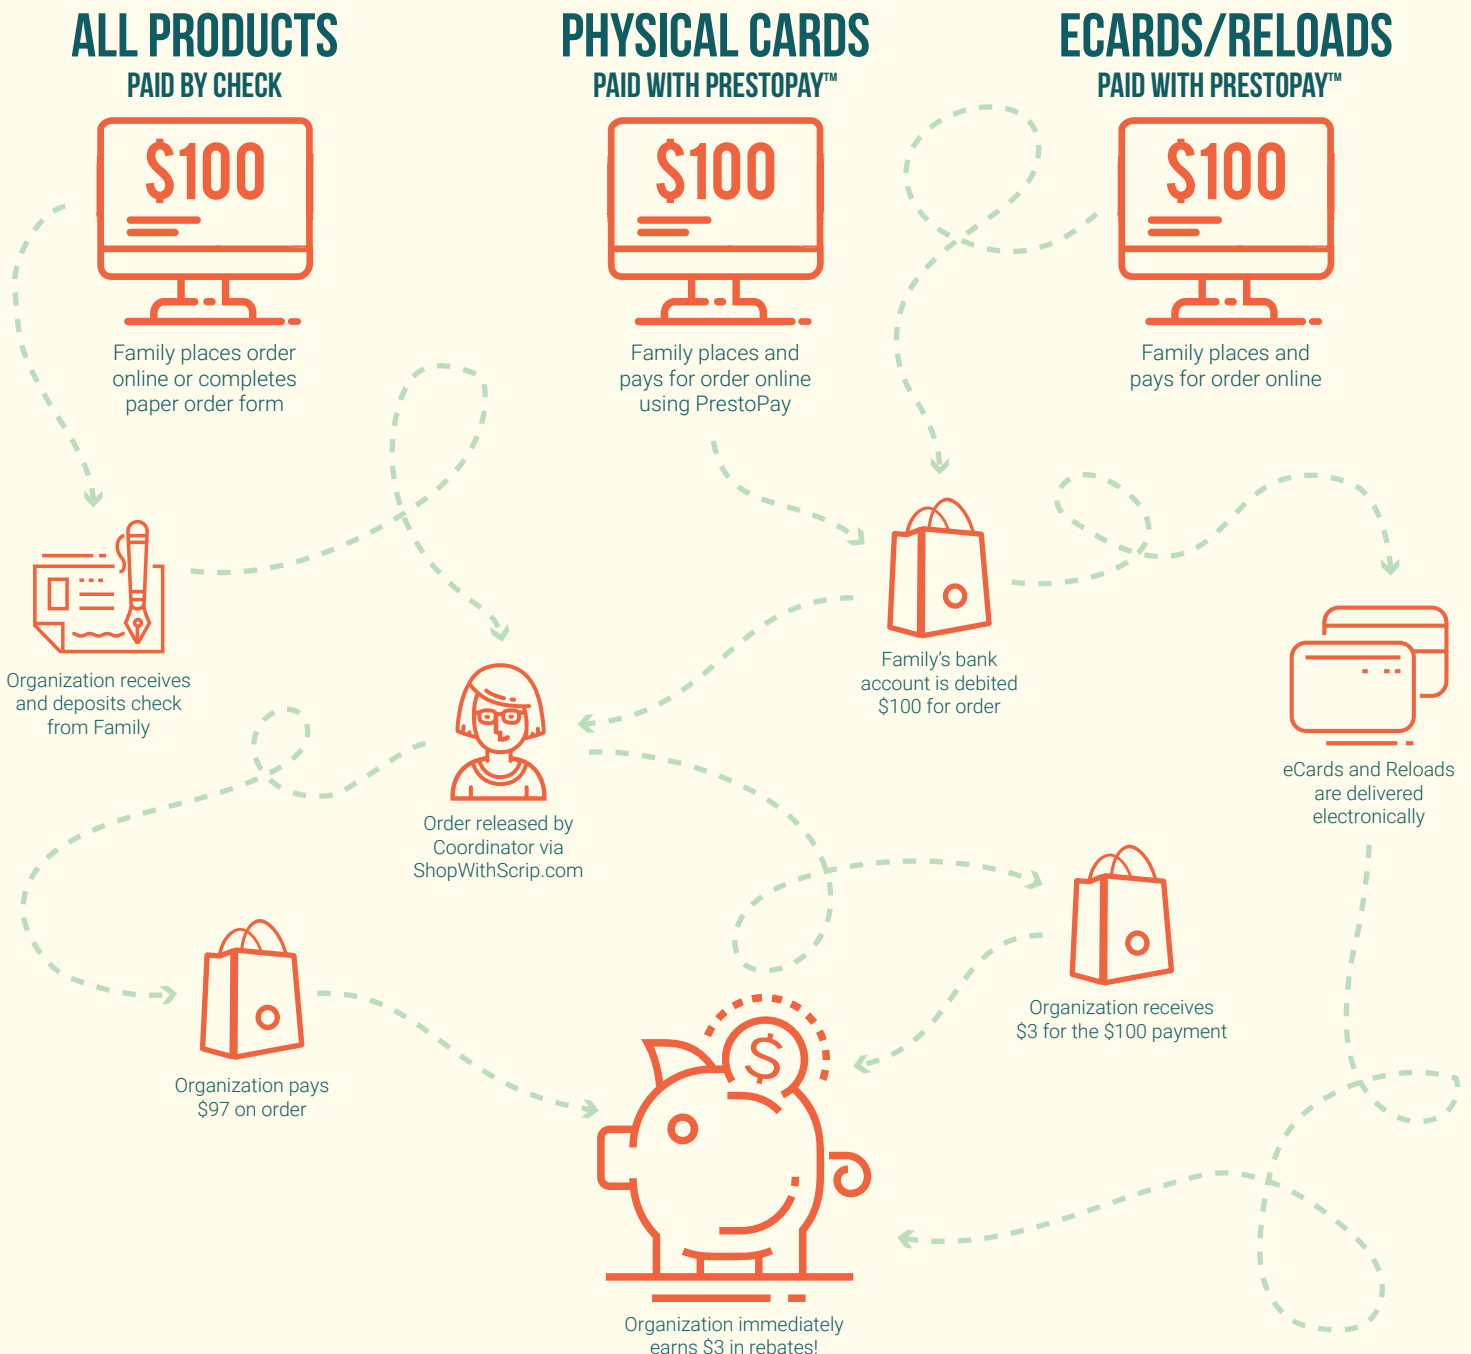 ALL PRODUCTS
PAID BY CHECK
PHYSICAL CARDS
PAID WITH PRESTOPAY™
ECARDS/RELOADS
PAID WITH PRESTOPAY™
$100
$100
$100
Family places order
online or completes
paper order form
Family places and
pays for order online
using PrestoPay
Family places and
pays for order online
Organization receives
and deposits check
from Family
Family's bank
account is debited
$100 for order
eCards and Reloads
are delivered
electronically
Order released by
Coordinator via
ShopWithScrip.com
Organization receives
$3 for the $100 payment
Organization pays
$97 on order
$
Organization immediately
earns $3 in rebates!